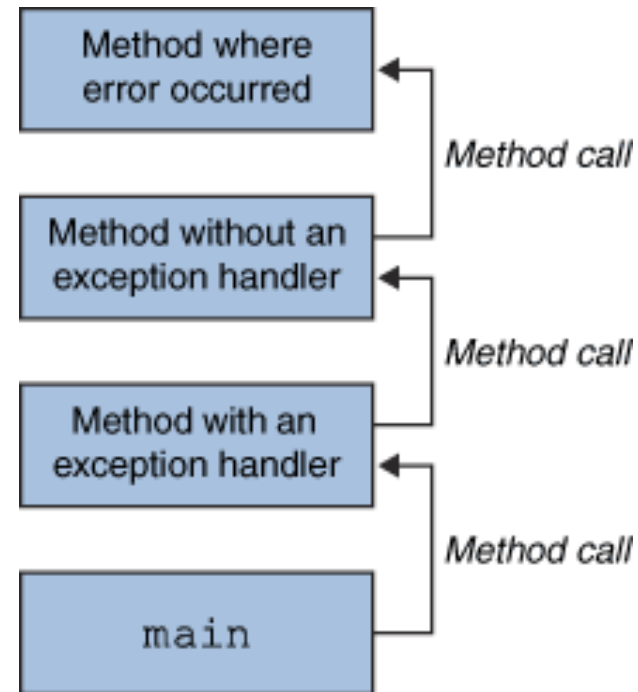 Method where
error occurred
Method call
Method without an
exception handler
Method call
Method with an
exception handler
Method call
main